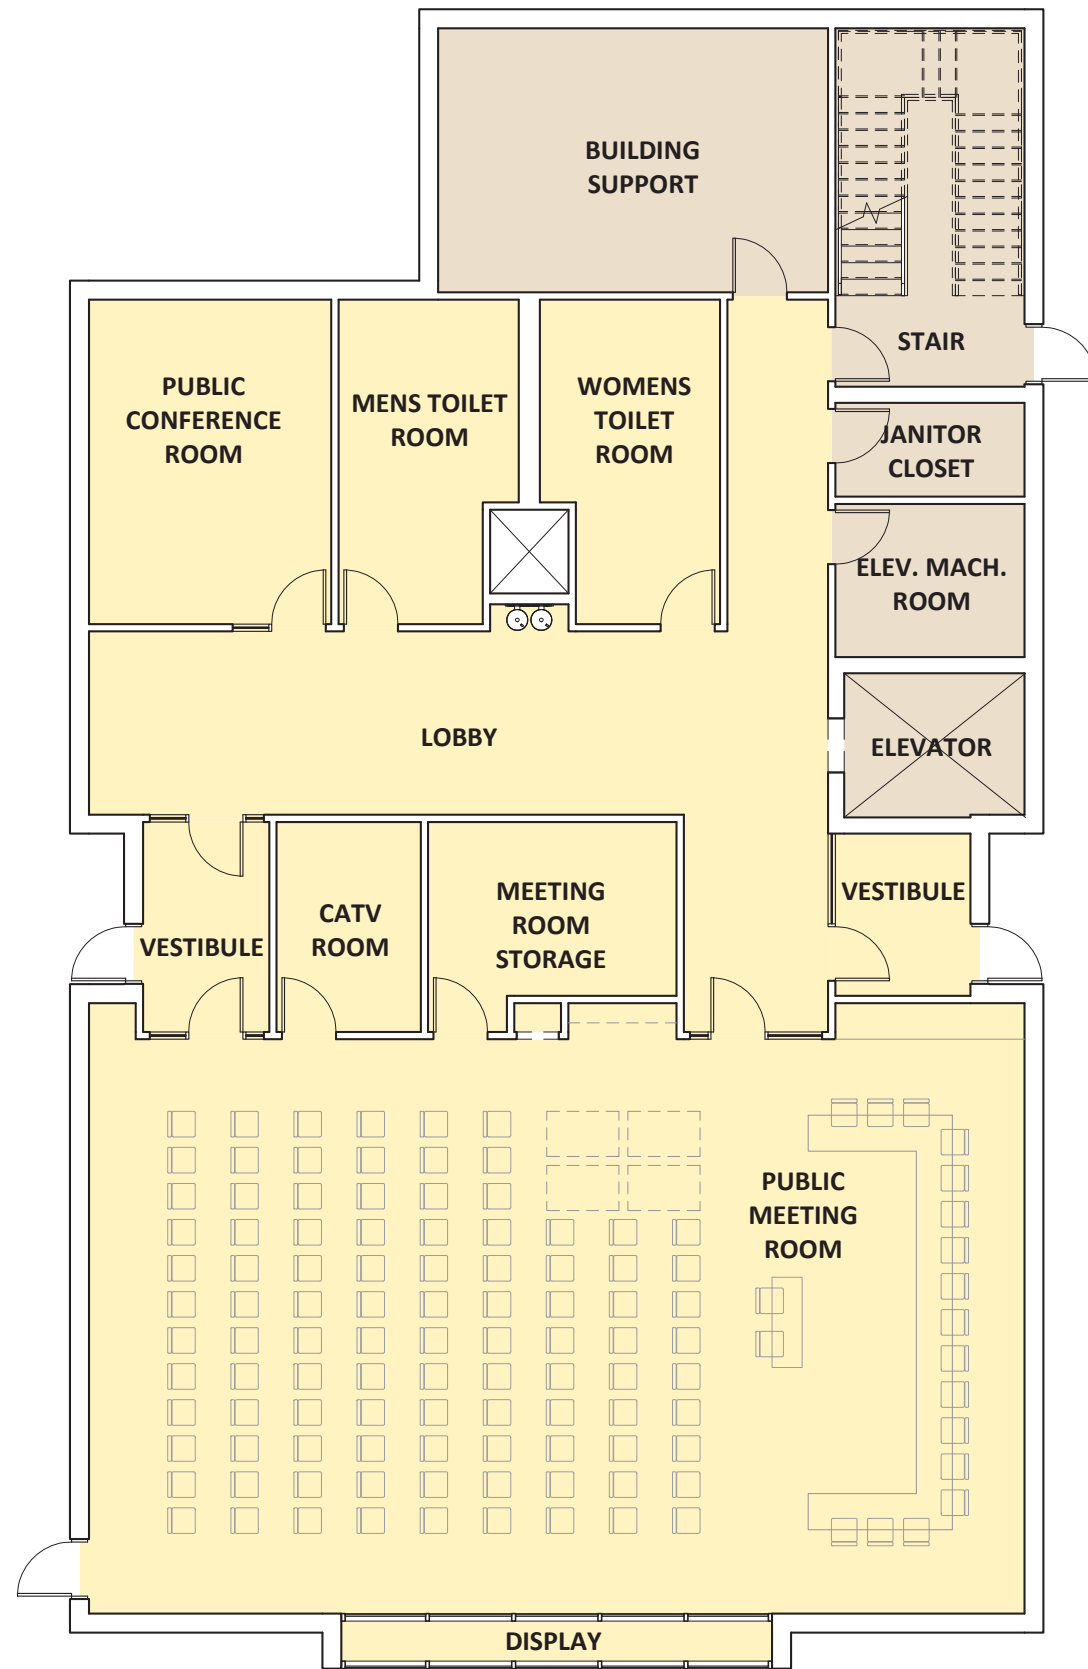 BUILDING
SUPPORT
STAIR
PUBLIC
CONFERENCE
ROOM
MENS TOILET
ROOM
WOMENS
TOILET
ROOM
JANITOR
CLOSET
ELEV. MACH.
ROOM
LOBBY
ELEVATOR
VESTIBULE
CATV
ROOM
MEETING
ROOM
STORAGE
VESTIBULE
PUBLIC
MEETING
ROOM
DISPLAY